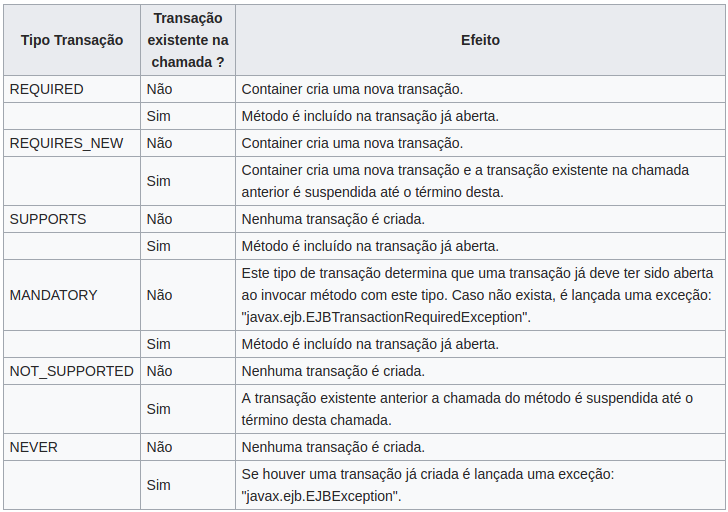 Tipo Transação
Transação
existente na
chamada ?
Efeito
REQUIRED
Não
Container cria uma nova transação.
Sim
Método é incluído na transação já aberta.
REQUIRES_NEW
Não
Container cria uma nova transação.
Sim
Container cria uma nova transação e a transação existente na chamada
anterior é suspendida até o término desta.
SUPPORTS
Não
Nenhuma transação é criada.
Sim
Método é incluído na transação já aberta.
MANDATORY
Não
Este tipo de transação determina que uma transação já deve ter sido aberta
ao invocar método com este tipo. Caso não exista, é lançada uma exceção:
"javax.ejb.EJBTransactionRequiredException".
Sim
Método é incluído na transação já aberta.
NOT_SUPPORTED
Não
Nenhuma transação é criada.
Sim
A transação existente anterior a chamada do método é suspendida até o
término desta chamada.
NEVER
Não
Nenhuma transação é criada.
Sim
Se houver uma transação já criada é lançada uma exceção:
"javax.ejb.EJBException".